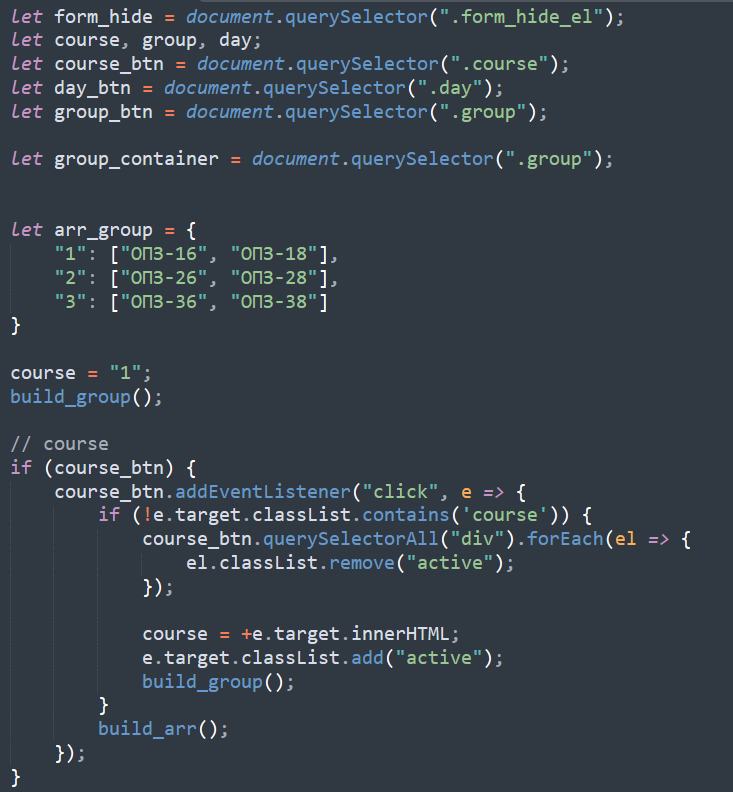 let form_hide = document.querySelector(".form_hide_el");
let course, group, day;
let course_btn = document.querySelector(".course");
let day_btn = document.querySelector(".day");
let group_btn = document.querySelector(".group");

let group_container = document.querySelector(".group");


let arr_group = {
    "1": ["ОПЗ-16", "ОПЗ-18"],
    "2": ["ОПЗ-26", "ОПЗ-28"],
    "3": ["ОПЗ-36", "ОПЗ-38"]
}

course = "1";
build_group();

// course
if (course_btn) {
    course_btn.addEventListener("click", e => {
        if (!e.target.classList.contains('course')) {
            course_btn.querySelectorAll("div").forEach(el => {
                el.classList.remove("active");
            });

            course = +e.target.innerHTML;
            e.target.classList.add("active");
            build_group();
        }
        build_arr();
    });
}